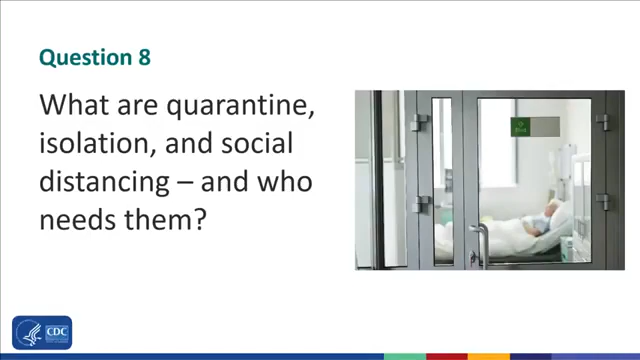 Question 8
What are quarantine,
isolation, and social
distancing – and who
needs them?
CDC